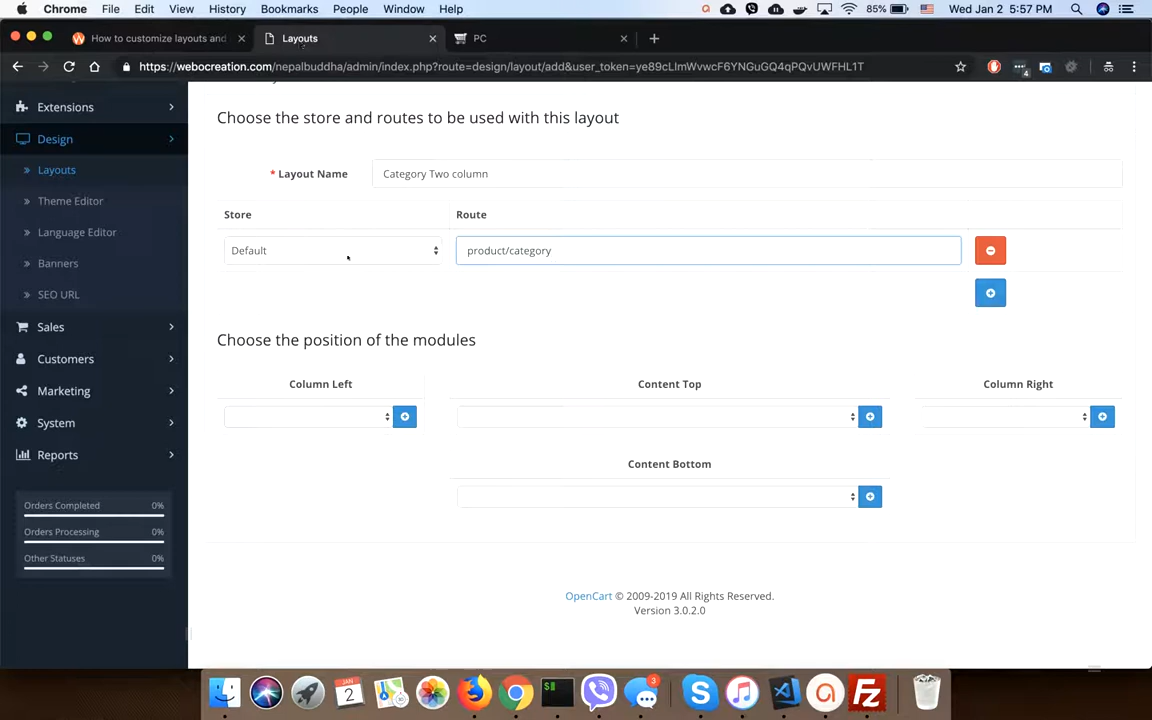 Chrome File Edit View History Bookmarks People Window Help 85% Wed Jan 2 5:57 PM
How to customize layouts and Layouts PC
https://webocreation.com/nepalbuddha/admin/index.php?route=design/layout/add&user_token=ye89cLImWvwcF6YNGuGQ4qPQvUWFHL1T
4
Extensions
Design
Layouts
Theme Editor
Language Editor
Banners
SEO URL
Sales
Customers
Marketing
System
Reports
Orders Completed 0%
Orders Processing 0%
Other Statuses 0%
Choose the store and routes to be used with this layout
* Layout Name Category Two column
Store Route
Default product/category
Choose the position of the modules
Column Left Content Top Column Right
Content Bottom
OpenCart © 2009-2019 All Rights Reserved.
Version 3.0.2.0
JAN
2
3
$
Fz